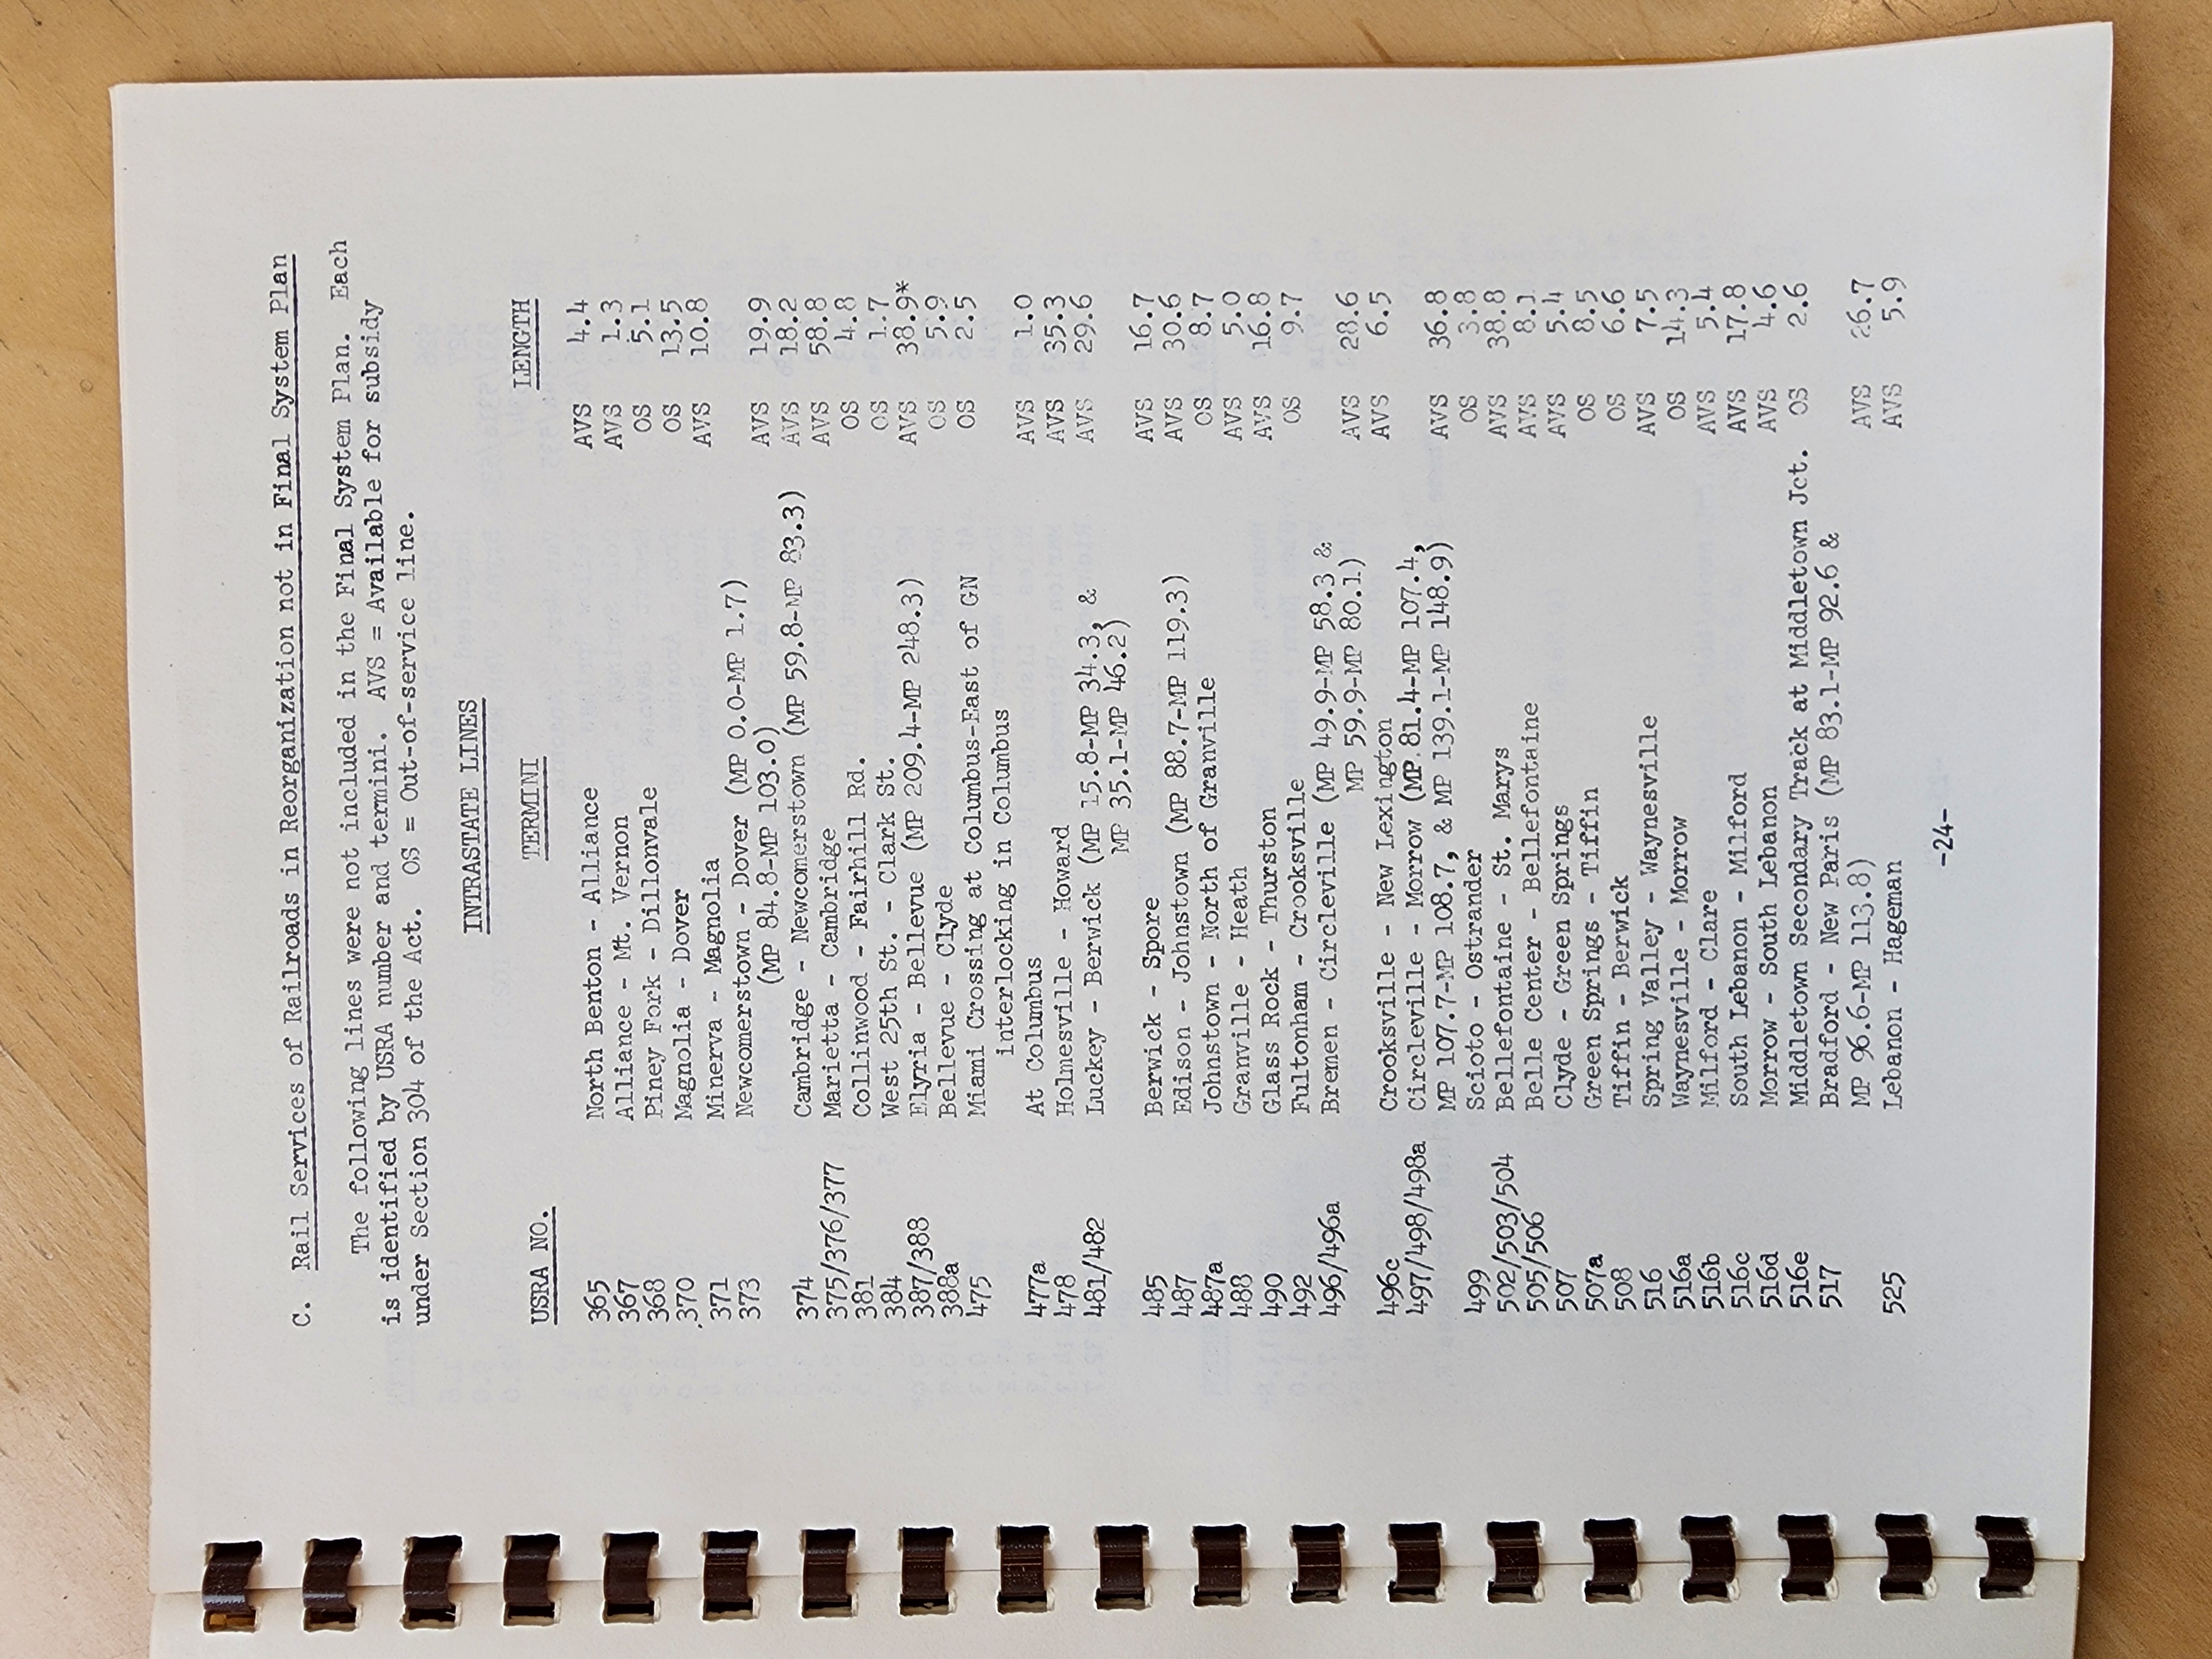 C. Rail Services of Railroads in Reorganization not in Final System Plan
The following lines were not included in the Final System Plan. Each
is identified by USRA number and termini. AVS = Available for subsidy
under Section 304 of the Act. OS = Out-of-service line.
INTRASTATE LINES
USRA NO. TERMINI LENGTH
365 North Benton - Alliance AVS 4.4
367 Alliance - Mt. Vernon AVS 1.3
368 Piney Fork - Dillonvale OS 5.1
370 Magnolia - Dover OS 13.5
371 Minerva - Magnolia AVS 10.8
373 Newcomerstown - Dover (MP 0.0-MP 1.7)
(MP 84.8-MP 103.0) AVS 19.9
374 Cambridge - Newcomerstown (MP 59.8-MP 83.3) AVS 18.2
375/376/377 Marietta - Cambridge AVS 58.8
381 Collinwood - Fairhill Rd. OS 4.8
384 West 25th St. - Clark St. OS 1.7
387/388 Elyria - Bellevue (MP 209.4-MP 248.3) AVS 38.9*
388a Bellevue - Clyde OS 5.9
475 Miami Crossing at Columbus-East of GN OS 2.5
interlocking in Columbus
477a At Columbus AVS 1.0
478 Holmesville - Howard AVS 35.3
481/482 Luckey - Berwick (MP 15.8-MP 34.3, & AVS 29.6
MP 35.1-MP 46.2)
485 Berwick - Spore AVS 16.7
487 Edison - Johnstown (MP 88.7-MP 119.3) AVS 30.6
487a Johnstown - North of Granville OS 8.7
488 Granville - Heath AVS 5.0
490 Glass Rock - Thurston AVS 16.8
492 Fultonham - Crooksville OS 9.7
496/496a Bremen - Circleville (MP 49.9-MP 58.3 &
MP 59.9-MP 80.1) AVS 28.6
496c Crooksville - New Lexington AVS 6.5
497/498/498a Circleville - Morrow (MP 81.4-MP 107.4,
MP 107.7-MP 108.7, & MP 139.1-MP 148.9) AVS 36.8
499 Scioto - Ostrander OS 3.8
502/503/504 Bellefontaine - St. Marys AVS 38.8
505/506 Belle Center - Bellefontaine AVS 8.1
507 Clyde - Green Springs AVS 5.4
507a Green Springs - Tiffin OS 8.5
508 Tiffin - Berwick OS 6.6
516 Spring Valley - Waynesville AVS 7.5
516a Waynesville - Morrow OS 14.3
516b Milford - Clare AVS 5.4
516c South Lebanon - Milford AVS 17.8
516d Morrow - South Lebanon AVS 4.6
516e Middletown Secondary Track at Middletown Jct. OS 2.6
517 Bradford - New Paris (MP 83.1-MP 92.6 &
MP 96.6-MP 113.8) AVS 26.7
525 Lebanon - Hageman AVS 5.9
-24-